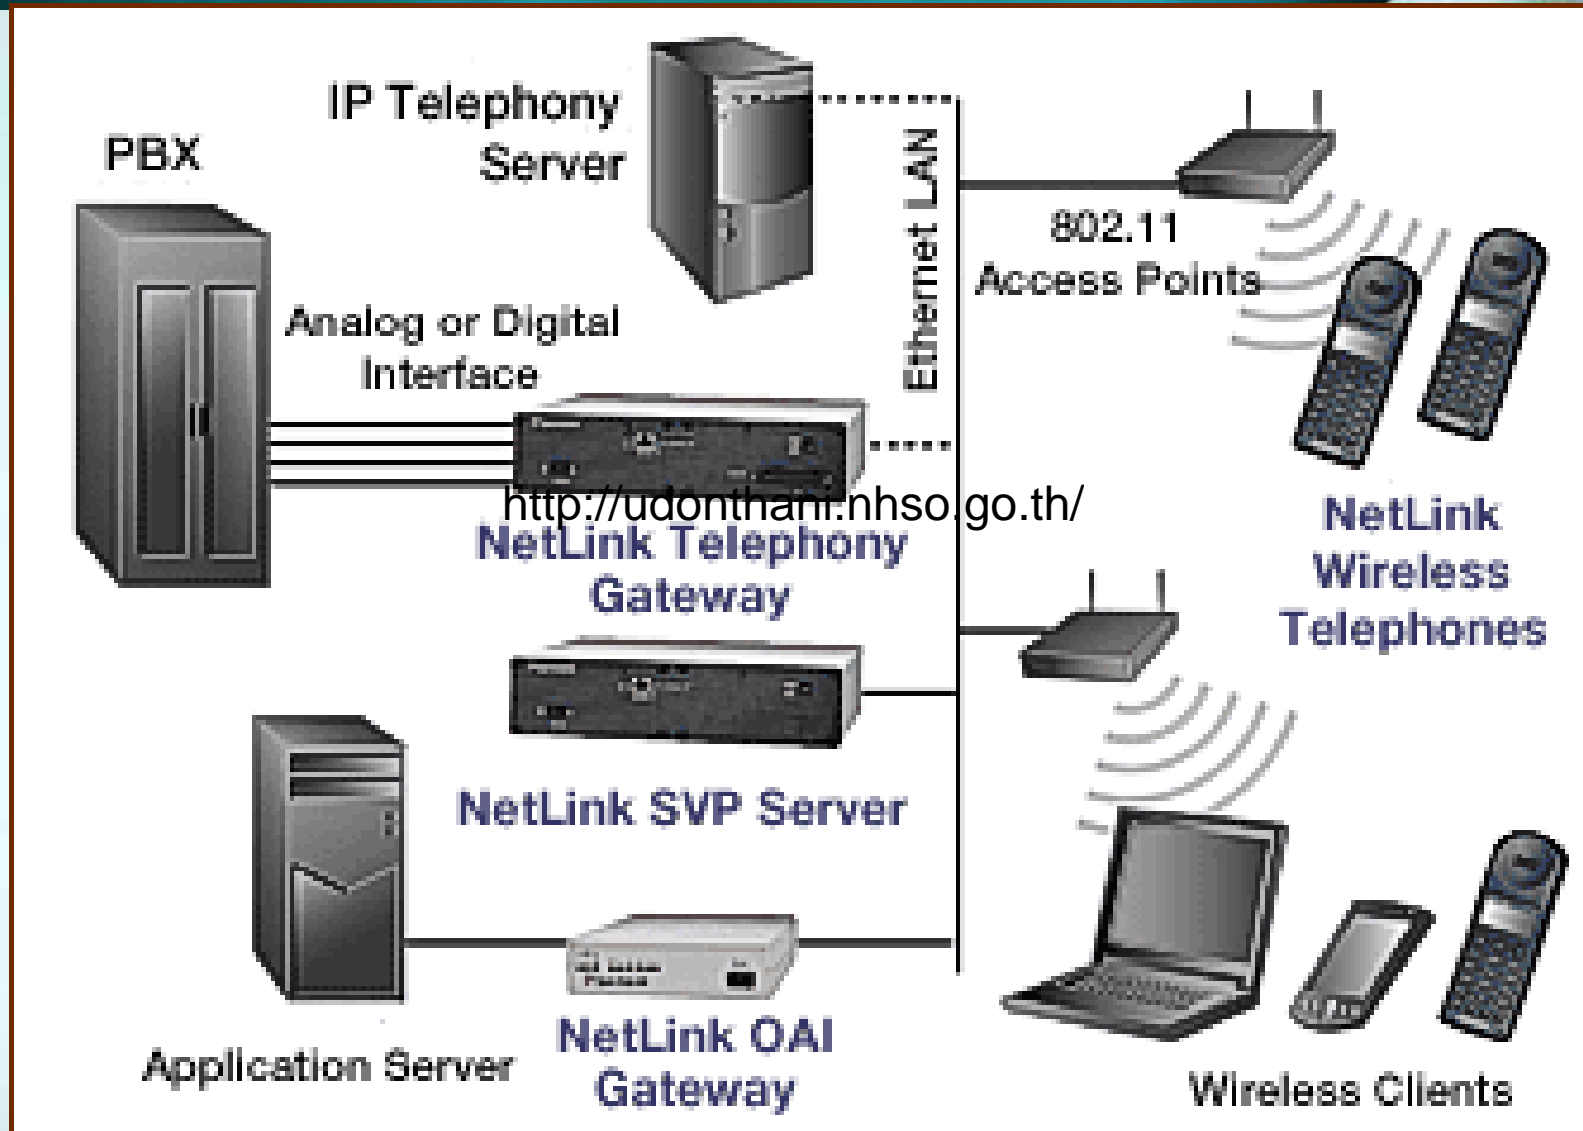 IP Telephony
Server
PBX
Ethernet LAN
802.11
Access Points
Analog or Digital
Interface
http://udonthani.nhso.go.th/
NetLink Telephony
Gateway
NetLink
Wireless
Telephones
NetLink SVP Server
NetLink OAI
Gateway
Application Server
Wireless Clients